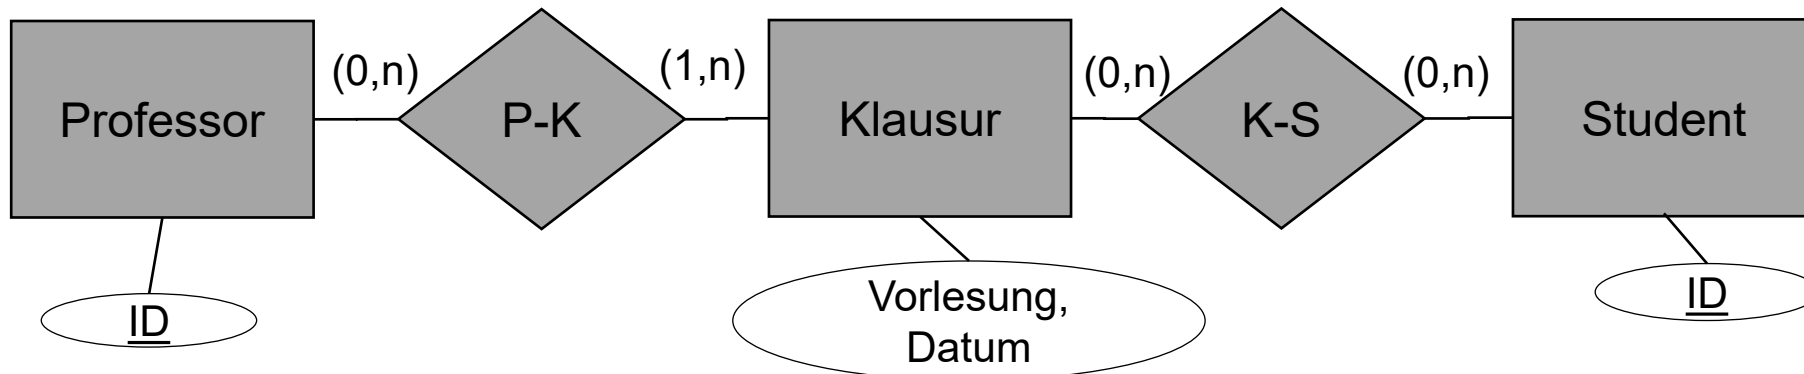 Professor
(0,n)
P-K
(1,n)
Klausur
(0,n)
K-S
(0,n)
Student
ID
Vorlesung,
Datum
ID